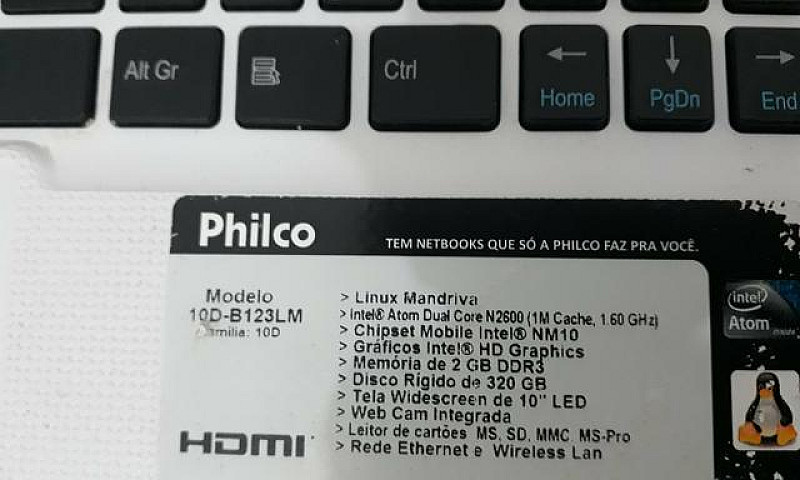 Alt Gr
Ctrl
Home
PgDn
End
Philco
TEM NETBOOKS QUE SÓ A PHILCO FAZ PRA VOCÊ.
Modelo
10D-B123LM
Família: 10D
> Linux Mandriva
> Intel® Atom Dual Core N2600 (1M Cache, 1.60 GHz)
> Chipset Mobile Intel® NM10
> Gráficos Intel® HD Graphics
> Memória de 2 GB DDR3
> Disco Rígido de 320 GB
> Tela Widescreen de 10" LED
> Web Cam Integrada
> Leitor de cartões MS, SD, MMC, MS-Pro
> Rede Ethernet e Wireless Lan
HDMI
intel
Atom
inside